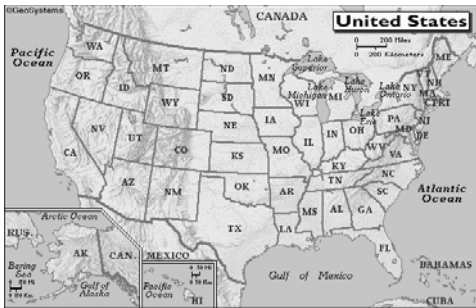 ©GeoSystems
CANADA
United States
Pacific
Ocean
0 200 Miles
0 200 Kilometers
WA
MT
ND
MN
Lake
Superior
ME
OR
ID
SD
WI
Lake
Michigan
MI
Lake
Huron
Lake
Ontario
NY
VT
NH
MA
CT
RI
WY
Lake
Erie
PA
NJ
NV
NE
IA
IL
IN
OH
MD
DE
UT
CO
WV
VA
CA
KS
MO
KY
NC
AZ
NM
OK
AR
TN
SC
Atlantic
Ocean
MS
AL
GA
TX
LA
Arctic Ocean
RUS.
AK
CAN.
MEXICO
FL
Bering
Sea
Gulf of
Alaska
Pacific
Ocean
HI
Gulf of Mexico
BAHAMAS
CUBA